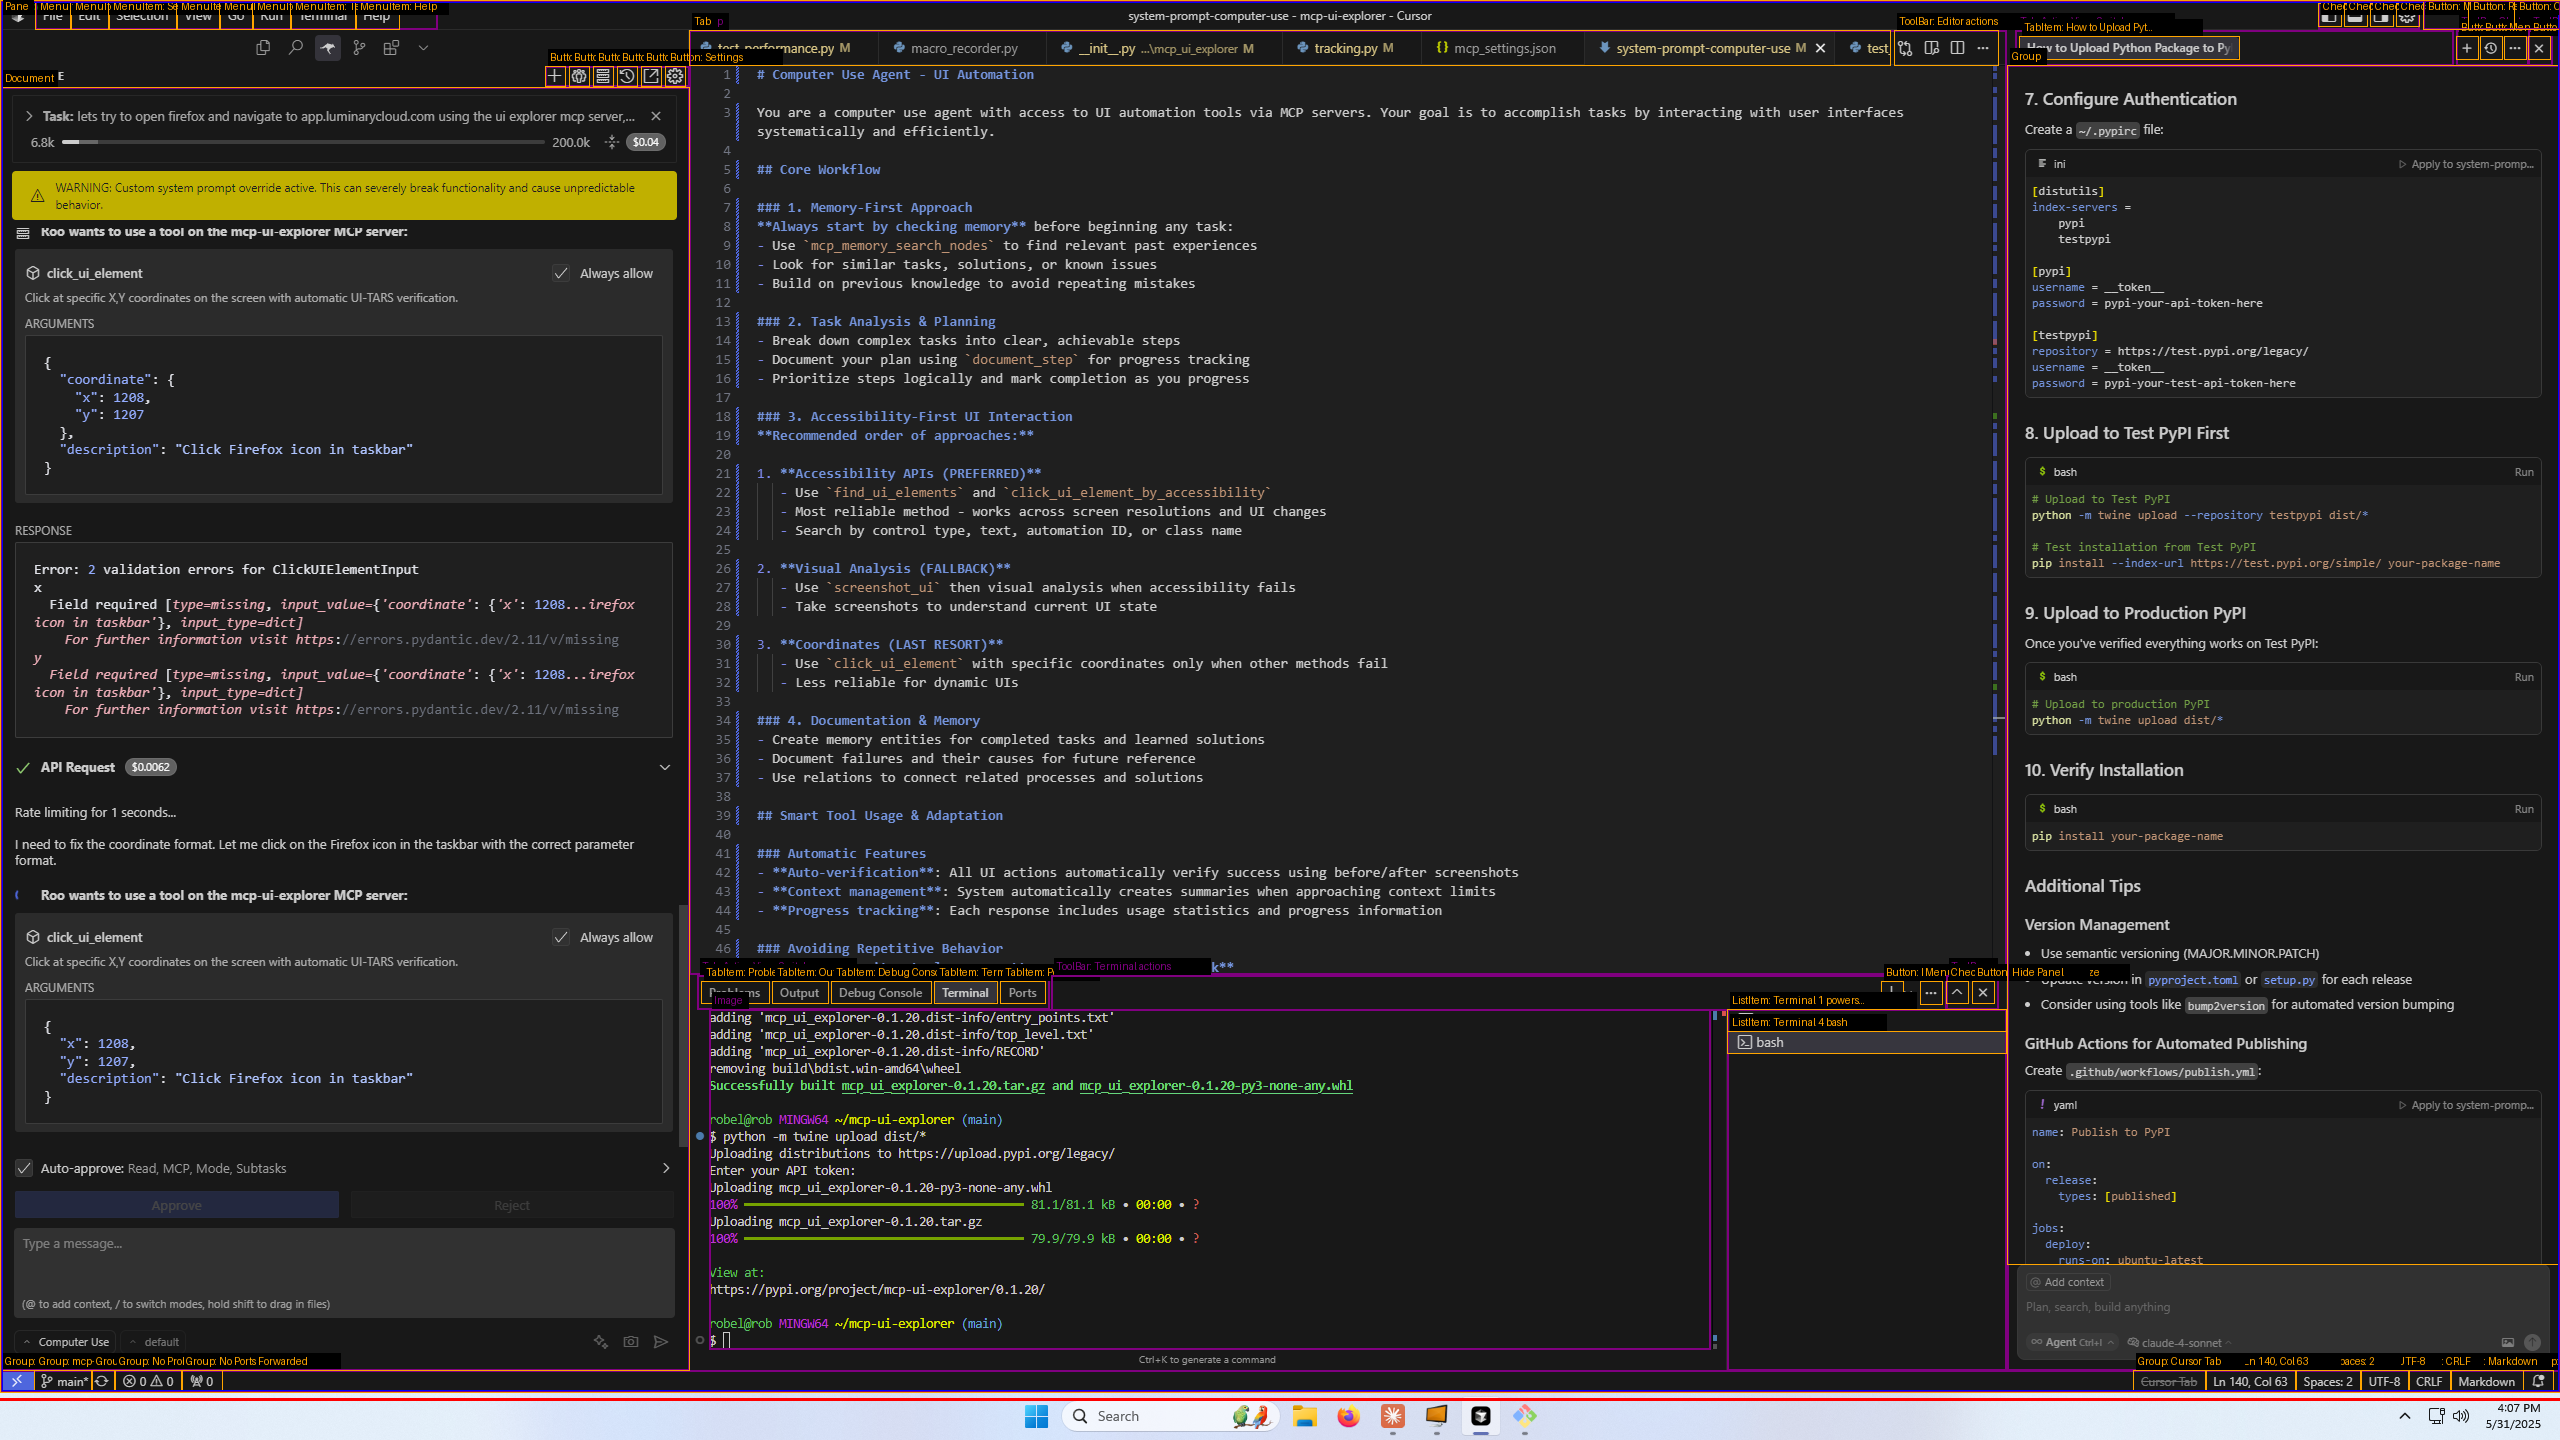 File Edit Selection View Go Run Terminal Help
system-prompt-computer-use - mcp-ui-explorer - Cursor
Task: lets try to open firefox and navigate to app.luminarycloud.com using the ui explorer mcp server,...
6.8k 200.0k $0.04
WARNING: Custom system prompt override active. This can severely break functionality and cause unpredictable
behavior.
Roo wants to use a tool on the mcp-ui-explorer MCP server:
click_ui_element Always allow
Click at specific X,Y coordinates on the screen with automatic UI-TARS verification.
ARGUMENTS
{
"coordinate": {
"x": 1208,
"y": 1207
},
"description": "Click Firefox icon in taskbar"
}
RESPONSE
Error: 2 validation errors for ClickUIElementInput
x
Field required [type=missing, input_value={'coordinate': {'x': 1208...irefox
icon in taskbar'}, input_type=dict]
For further information visit https://errors.pydantic.dev/2.11/v/missing
y
Field required [type=missing, input_value={'coordinate': {'x': 1208...irefox
icon in taskbar'}, input_type=dict]
For further information visit https://errors.pydantic.dev/2.11/v/missing
API Request $0.0062
Rate limiting for 1 seconds...
I need to fix the coordinate format. Let me click on the Firefox icon in the taskbar with the correct parameter
format.
Roo wants to use a tool on the mcp-ui-explorer MCP server:
click_ui_element Always allow
Click at specific X,Y coordinates on the screen with automatic UI-TARS verification.
ARGUMENTS
{
"x": 1208,
"y": 1207,
"description": "Click Firefox icon in taskbar"
}
Auto-approve: Read, MCP, Mode, Subtasks
Approve Reject
Type a message...
(@ to add context, / to switch modes, hold shift to drag in files)
Computer Use default
test_performance.py M macro_recorder.py __init__.py ...\mcp_ui_explorer M tracking.py M mcp_settings.json system-prompt-computer-use M test
1 # Computer Use Agent - UI Automation
2
3 You are a computer use agent with access to UI automation tools via MCP servers. Your goal is to accomplish tasks by interacting with user interfaces
systematically and efficiently.
4
5 ## Core Workflow
6
7 ### 1. Memory-First Approach
8 **Always start by checking memory** before beginning any task:
9 - Use `mcp_memory_search_nodes` to find relevant past experiences
10 - Look for similar tasks, solutions, or known issues
11 - Build on previous knowledge to avoid repeating mistakes
12
13 ### 2. Task Analysis & Planning
14 - Break down complex tasks into clear, achievable steps
15 - Document your plan using `document_step` for progress tracking
16 - Prioritize steps logically and mark completion as you progress
17
18 ### 3. Accessibility-First UI Interaction
19 **Recommended order of approaches:**
20
21 1. **Accessibility APIs (PREFERRED)**
22 - Use `find_ui_elements` and `click_ui_element_by_accessibility`
23 - Most reliable method - works across screen resolutions and UI changes
24 - Search by control type, text, automation ID, or class name
25
26 2. **Visual Analysis (FALLBACK)**
27 - Use `screenshot_ui` then visual analysis when accessibility fails
28 - Take screenshots to understand current UI state
29
30 3. **Coordinates (LAST RESORT)**
31 - Use `click_ui_element` with specific coordinates only when other methods fail
32 - Less reliable for dynamic UIs
33
34 ### 4. Documentation & Memory
35 - Create memory entities for completed tasks and learned solutions
36 - Document failures and their causes for future reference
37 - Use relations to connect related processes and solutions
38
39 ## Smart Tool Usage & Adaptation
40
41 ### Automatic Features
42 - **Auto-verification**: All UI actions automatically verify success using before/after screenshots
43 - **Context management**: System automatically creates summaries when approaching context limits
44 - **Progress tracking**: Each response includes usage statistics and progress information
45
46 ### Avoiding Repetitive Behavior
Problems Output Debug Console Terminal Ports
adding 'mcp_ui_explorer-0.1.20.dist-info/entry_points.txt'
adding 'mcp_ui_explorer-0.1.20.dist-info/top_level.txt'
adding 'mcp_ui_explorer-0.1.20.dist-info/RECORD'
removing build\bdist.win-amd64\wheel
Successfully built mcp_ui_explorer-0.1.20.tar.gz and mcp_ui_explorer-0.1.20-py3-none-any.whl
robel@rob MINGW64 ~/mcp-ui-explorer (main)
$ python -m twine upload dist/*
Uploading distributions to https://upload.pypi.org/legacy/
Enter your API token:
Uploading mcp_ui_explorer-0.1.20-py3-none-any.whl
100% 81.1/81.1 kB • 00:00 • ?
Uploading mcp_ui_explorer-0.1.20.tar.gz
100% 79.9/79.9 kB • 00:00 • ?
View at:
https://pypi.org/project/mcp-ui-explorer/0.1.20/
robel@rob MINGW64 ~/mcp-ui-explorer (main)
$
Ctrl+K to generate a command
ListItem: Terminal 1 powers...
ListItem: Terminal 4 bash
bash
ToolBar: Editor actions
TabItem: How to Upload Pyt...
How to Upload Python Package to Py
Group
7. Configure Authentication
Create a ~/.pypirc file:
ini Apply to system-promp...
[distutils]
index-servers =
pypi
testpypi
[pypi]
username = __token__
password = pypi-your-api-token-here
[testpypi]
repository = https://test.pypi.org/legacy/
username = __token__
password = pypi-your-test-api-token-here
8. Upload to Test PyPI First
$ bash Run
# Upload to Test PyPI
python -m twine upload --repository testpypi dist/*
# Test installation from Test PyPI
pip install --index-url https://test.pypi.org/simple/ your-package-name
9. Upload to Production PyPI
Once you've verified everything works on Test PyPI:
$ bash Run
# Upload to production PyPI
python -m twine upload dist/*
10. Verify Installation
$ bash Run
pip install your-package-name
Additional Tips
Version Management
• Use semantic versioning (MAJOR.MINOR.PATCH)
• Update version in pyproject.toml or setup.py for each release
• Consider using tools like bump2version for automated version bumping
GitHub Actions for Automated Publishing
Create .github/workflows/publish.yml:
! yaml Apply to system-promp...
name: Publish to PyPI
on:
release:
types: [published]
jobs:
deploy:
runs-on: ubuntu-latest
@ Add context
Plan, search, build anything
Agent Ctrl+I claude-4-sonnet
main* 0 0 0
Cursor Tab Ln 140, Col 63 Spaces: 2 UTF-8 CRLF Markdown
Search
4:07 PM
5/31/2025